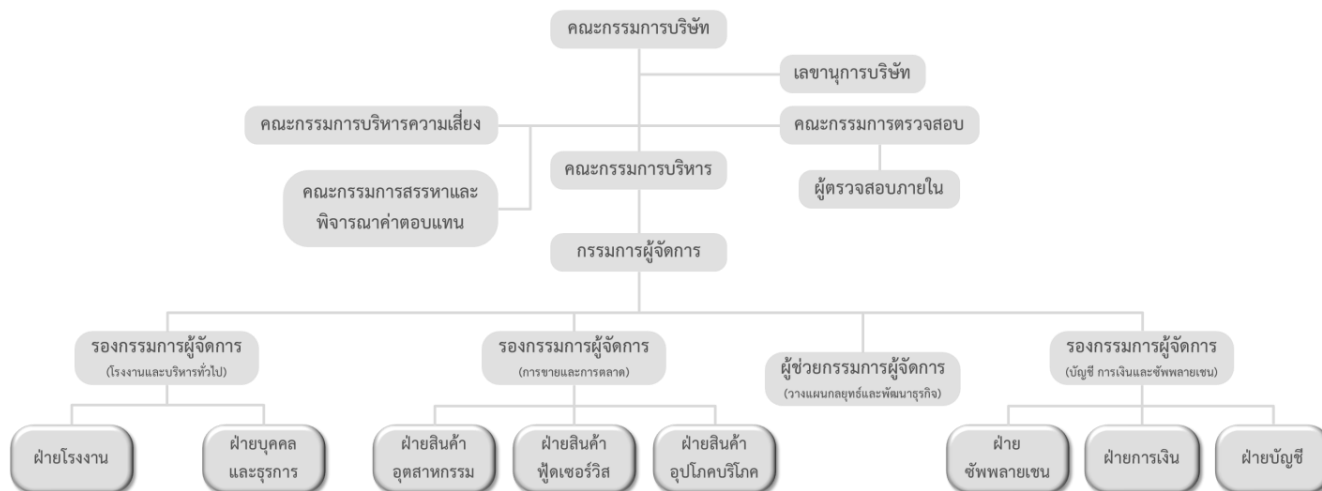 คณะกรรมการบริษัท
เลขานุการบริษัท
คณะกรรมการบริหารความเสี่ยง
คณะกรรมการตรวจสอบ
คณะกรรมการบริหาร
ผู้ตรวจสอบภายใน
คณะกรรมการสรรหาและ
พิจารณาค่าตอบแทน
กรรมการผู้จัดการ
รองกรรมการผู้จัดการ
(โรงงานและบริหารทั่วไป)
รองกรรมการผู้จัดการ
(การขายและการตลาด)
ผู้ช่วยกรรมการผู้จัดการ
(วางแผนกลยุทธ์และพัฒนาธุรกิจ)
รองกรรมการผู้จัดการ
(บัญชี การเงินและซัพพลายเชน)
ฝ่ายโรงงาน
ฝ่ายบุคคล
และธุรการ
ฝ่ายสินค้า
อุตสาหกรรม
ฝ่ายสินค้า
ฟู้ดเซอร์วิส
ฝ่ายสินค้า
อุปโภคบริโภค
ฝ่าย
ซัพพลายเชน
ฝ่ายการเงิน
ฝ่ายบัญชี